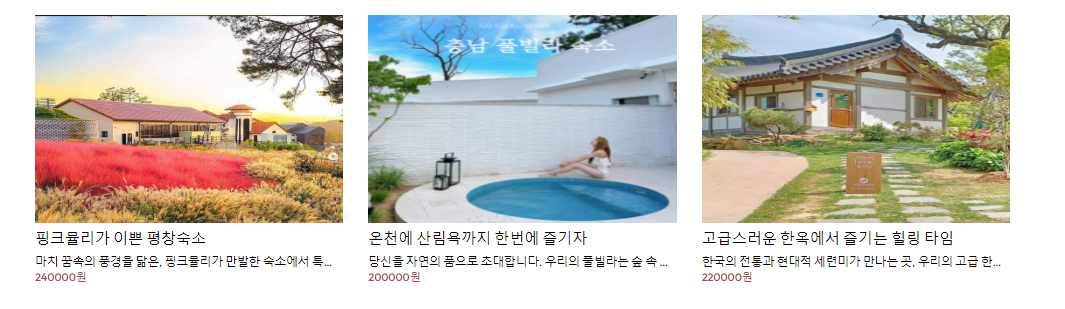 충남 풀빌라 숙소
핑크뮬리가 이쁜 평창숙소
마치 꿈속의 풍경을 닮은, 핑크뮬리가 만발한 숙소에서 특...
240000원
온천에 산림욕까지 한번에 즐기자
당신을 자연의 품으로 초대합니다. 우리의 풀빌라는 숲 속 ...
200000원
고급스러운 한옥에서 즐기는 힐링 타임
한국의 전통과 현대적 세련미가 만나는 곳, 우리의 고급 한...
220000원